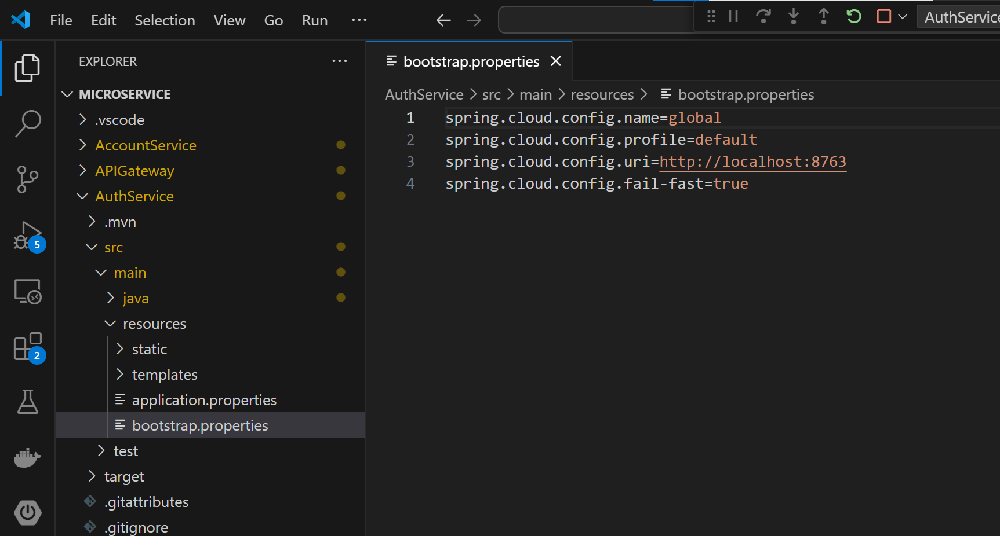 File Edit Selection View Go Run ···
AuthService
EXPLORER ···
bootstrap.properties
MICROSERVICE
.vscode
AccountService
APIGateway
AuthService
.mvn
src
main
java
resources
static
templates
application.properties
bootstrap.properties
test
target
.gitattributes
.gitignore
5
2
AuthService > src > main > resources > bootstrap.properties
1 spring.cloud.config.name=global
2 spring.cloud.config.profile=default
3 spring.cloud.config.uri=http://localhost:8763
4 spring.cloud.config.fail-fast=true